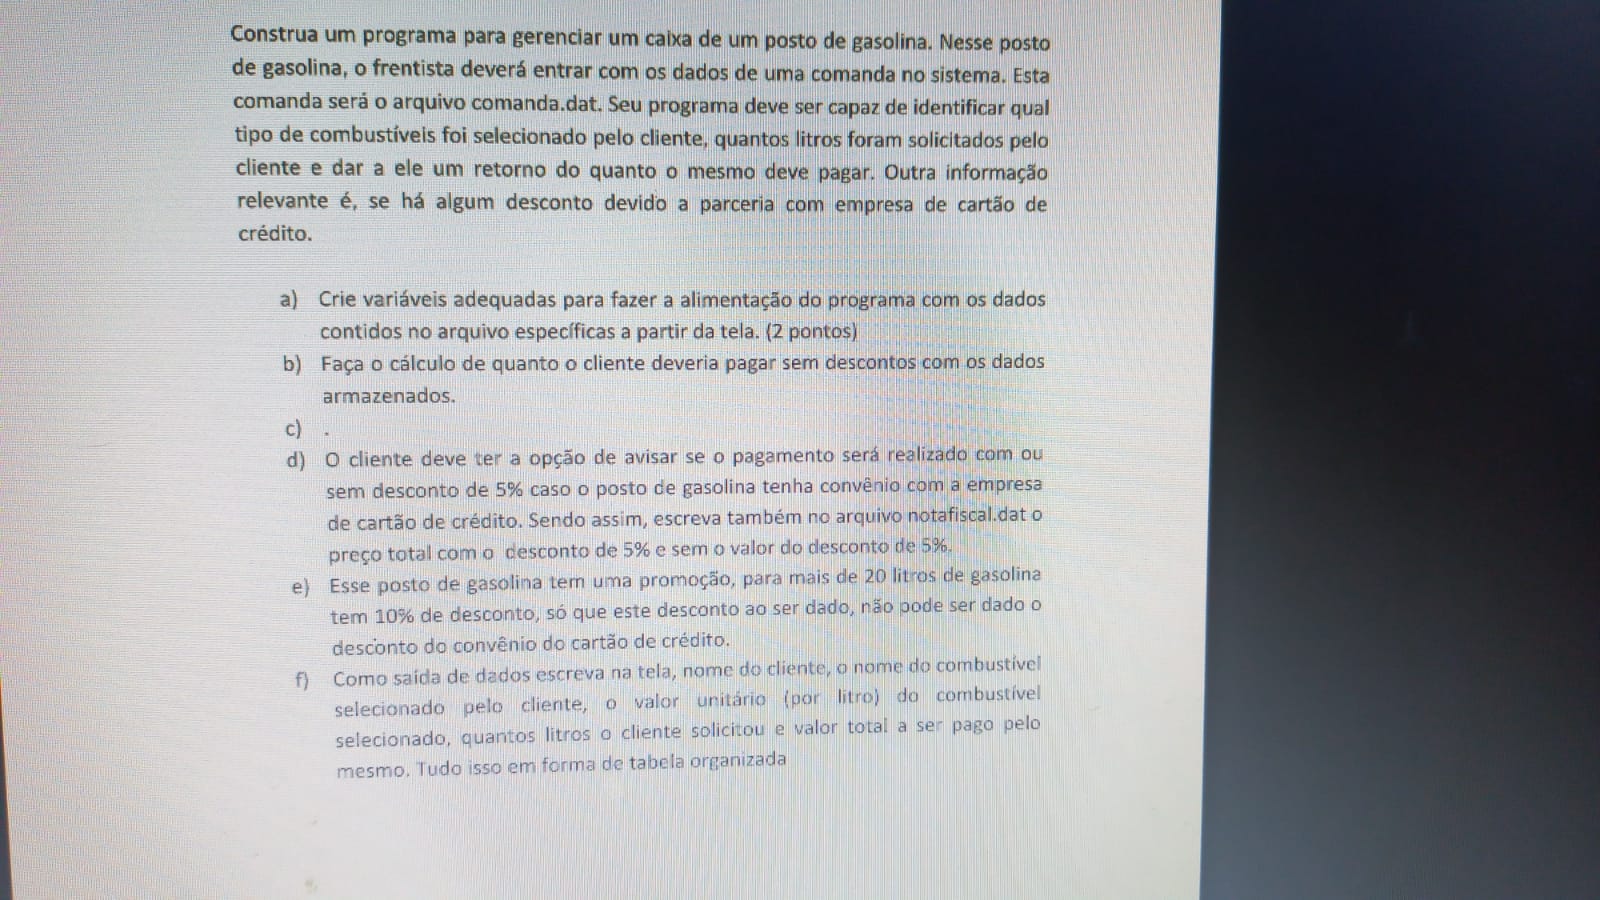 Construa um programa para gerenciar um caixa de um posto de gasolina. Nesse posto
de gasolina, o frentista deverá entrar com os dados de uma comanda no sistema. Esta
comanda será o arquivo comanda.dat. Seu programa deve ser capaz de identificar qual
tipo de combustíveis foi selecionado pelo cliente, quantos litros foram solicitados pelo
cliente e dar a ele um retorno do quanto o mesmo deve pagar. Outra informação
relevante é, se há algum desconto devido a parceria com empresa de cartão de
crédito.
a) Crie variáveis adequadas para fazer a alimentação do programa com os dados
contidos no arquivo específicas a partir da tela. (2 pontos)
b) Faça o cálculo de quanto o cliente deveria pagar sem descontos com os dados
armazenados.
c) .
d) O cliente deve ter a opção de avisar se o pagamento será realizado com ou
sem desconto de 5% caso o posto de gasolina tenha convênio com a empresa
de cartão de crédito. Sendo assim, escreva também no arquivo notafiscal.dat o
preço total com o desconto de 5% e sem o valor do desconto de 5%.
e) Esse posto de gasolina tem uma promoção, para mais de 20 litros de gasolina
tem 10% de desconto, só que este desconto ao ser dado, não pode ser dado o
desconto do convênio do cartão de crédito.
f) Como saída de dados escreva na tela, nome do cliente, o nome do combustível
selecionado pelo cliente, o valor unitário (por litro) do combustível
selecionado, quantos litros o cliente solicitou e valor total a ser pago pelo
mesmo. Tudo isso em forma de tabela organizada